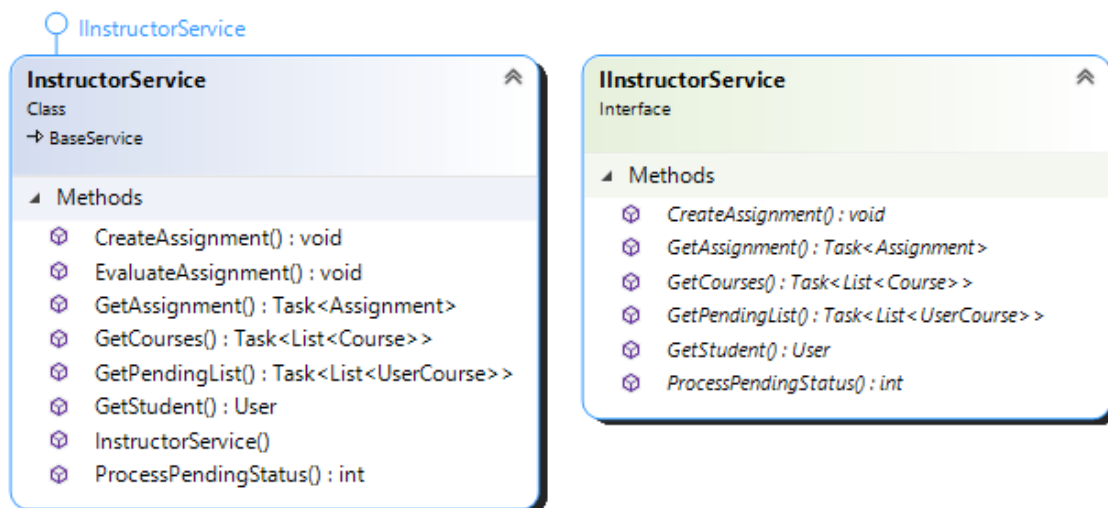 IInstructorService
InstructorService
Class
BaseService
Methods
CreateAssignment() : void
EvaluateAssignment() : void
GetAssignment() : Task<Assignment>
GetCourses() : Task<List<Course>>
GetPendingList() : Task<List<UserCourse>>
GetStudent() : User
InstructorService()
ProcessPendingStatus() : int
IInstructorService
Interface
Methods
CreateAssignment() : void
GetAssignment() : Task<Assignment>
GetCourses() : Task<List<Course>>
GetPendingList() : Task<List<UserCourse>>
GetStudent() : User
ProcessPendingStatus() : int